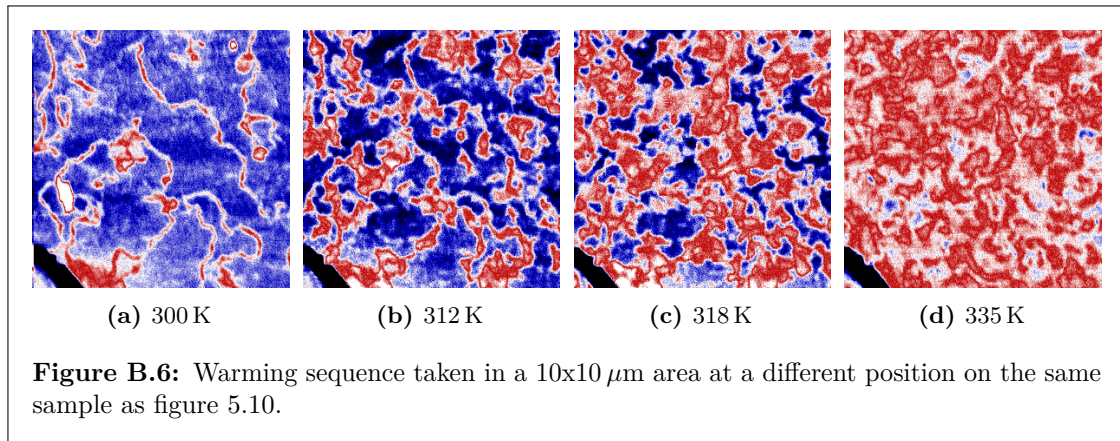 (a) 300 K (b) 312 K (c) 318 K (d) 335 K
Figure B.6: Warming sequence taken in a 10x10 μm area at a different position on the same
sample as figure 5.10.